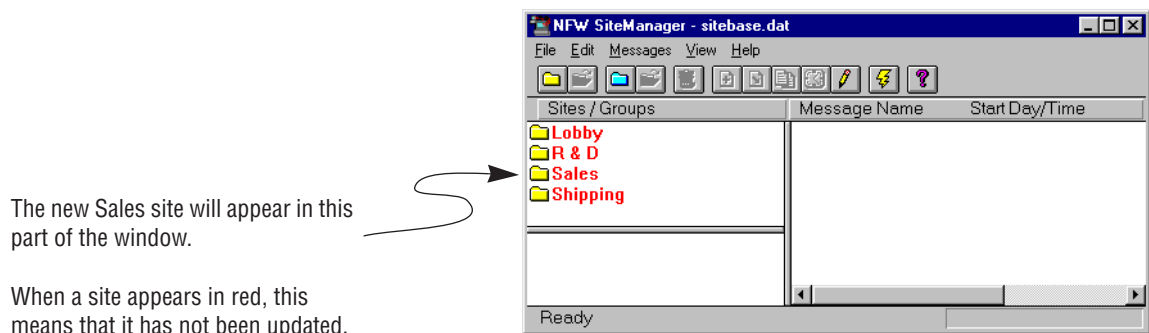 NFW SiteManager - sitebase.dat
File Edit Messages View Help
Sites / Groups Message Name Start Day/Time
Lobby
R & D
Sales
Shipping
Ready
The new Sales site will appear in this
part of the window.
When a site appears in red, this
means that it has not been updated.